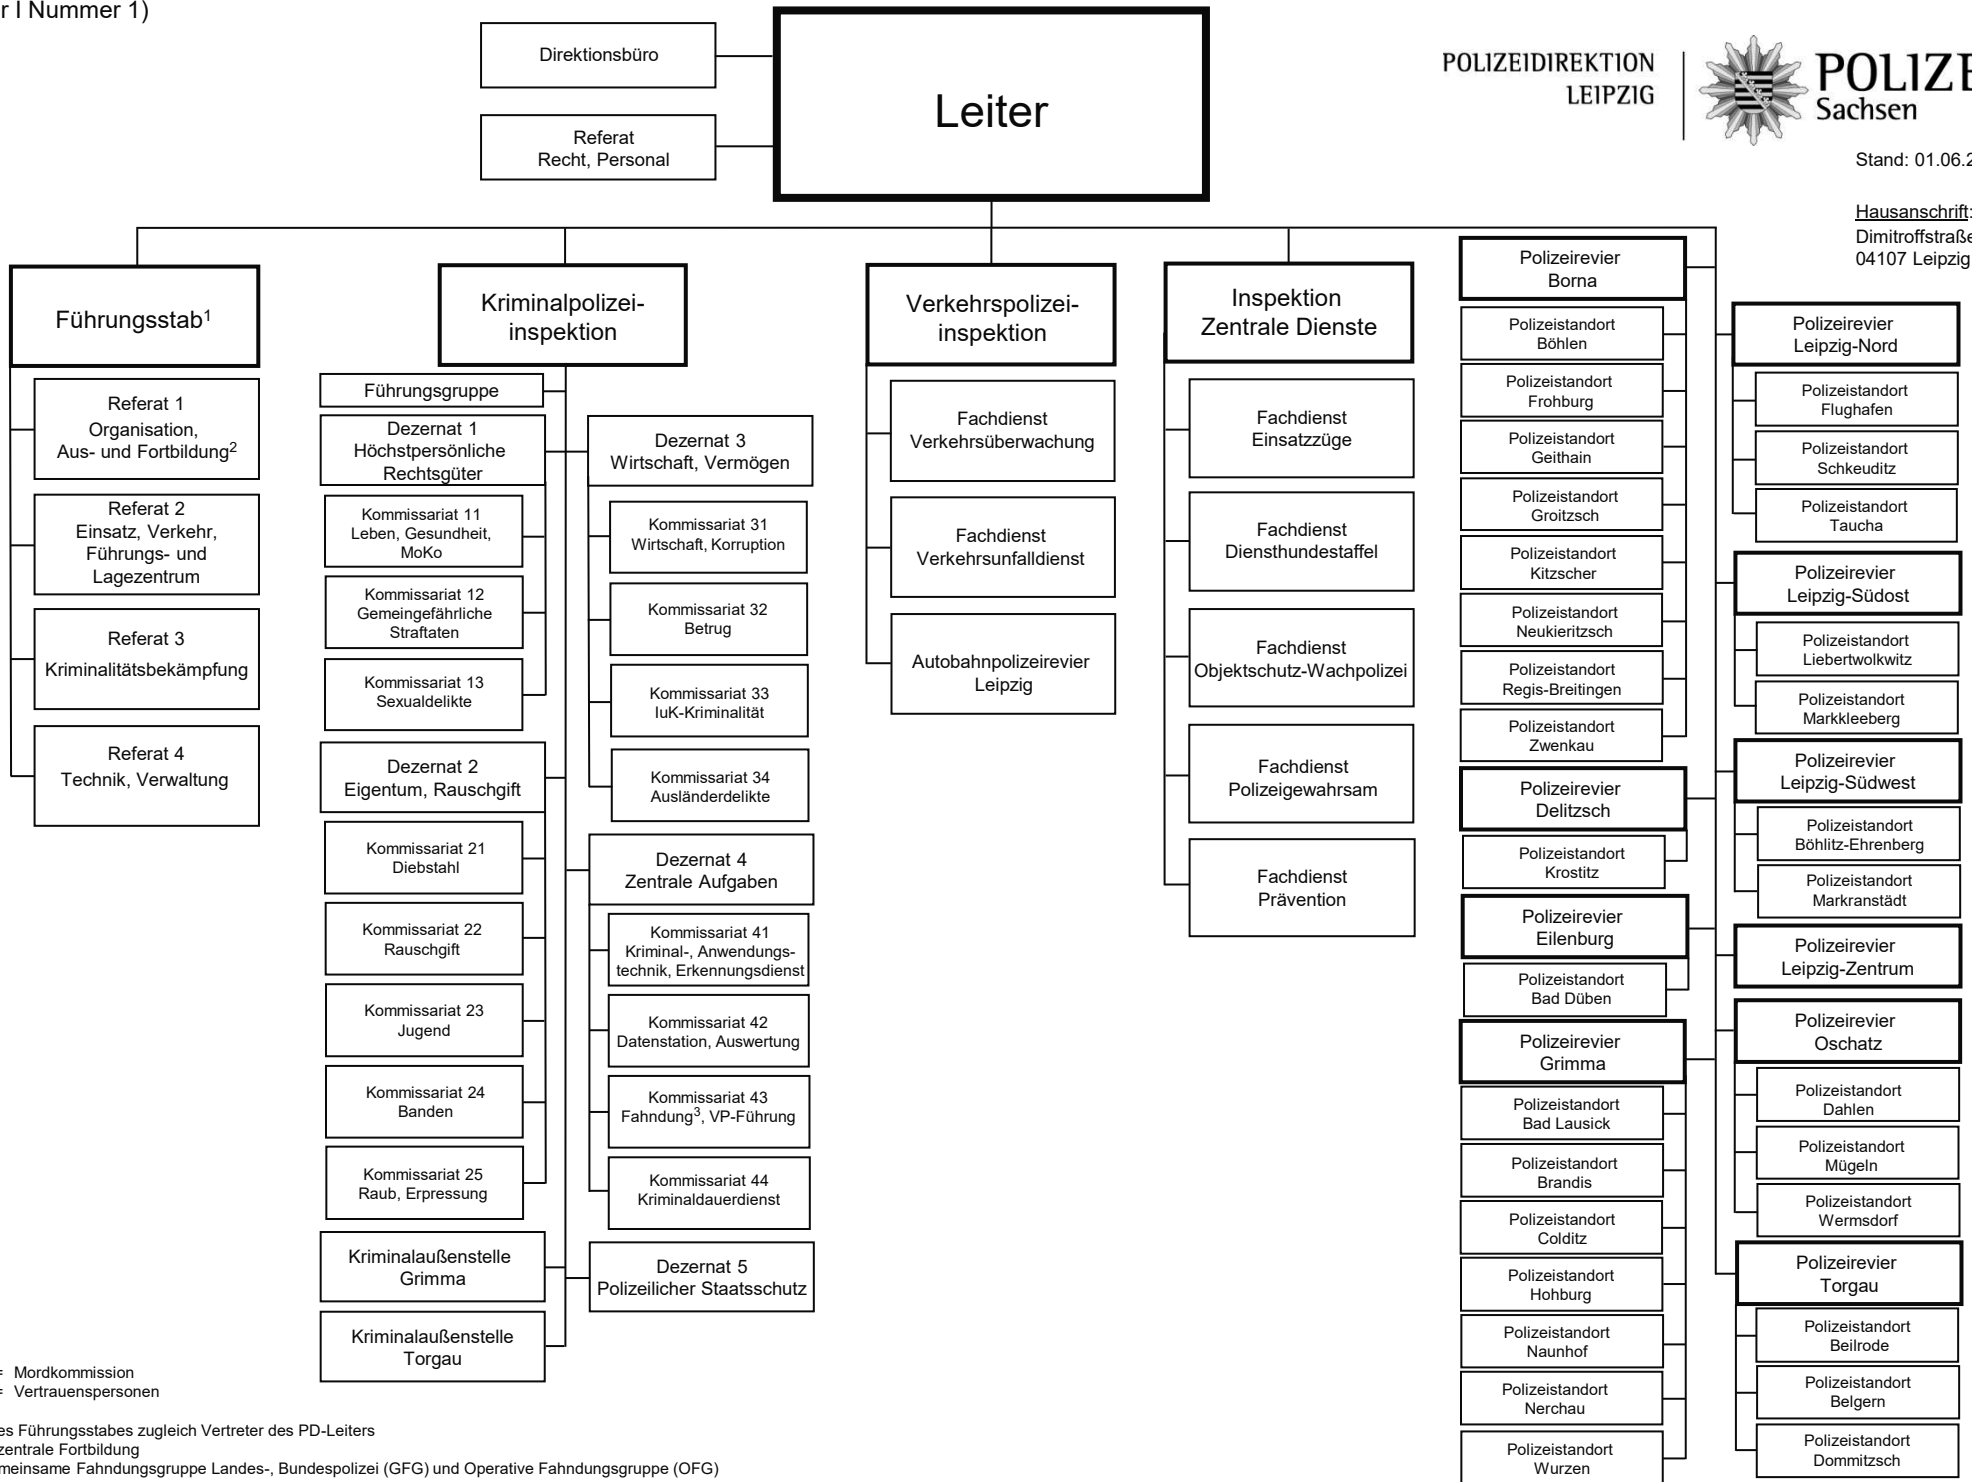 r I Nummer 1)
Direktionsbüro
Referat
Recht, Personal
Leiter
POLIZEIDIREKTION
LEIPZIG
POLIZE
Sachsen
Stand: 01.06.2
Hausanschrift:
Dimitroffstraße
04107 Leipzig
Führungsstab¹
Referat 1
Organisation,
Aus- und Fortbildung²
Referat 2
Einsatz, Verkehr,
Führungs- und
Lagezentrum
Referat 3
Kriminalitätsbekämpfung
Referat 4
Technik, Verwaltung
Kriminalpolizei-
inspektion
Führungsgruppe
Dezernat 1
Höchstpersönliche
Rechtsgüter
Kommissariat 11
Leben, Gesundheit,
MoKo
Kommissariat 12
Gemeingefährliche
Straftaten
Kommissariat 13
Sexualdelikte
Dezernat 2
Eigentum, Rauschgift
Kommissariat 21
Diebstahl
Kommissariat 22
Rauschgift
Kommissariat 23
Jugend
Kommissariat 24
Banden
Kommissariat 25
Raub, Erpressung
Kriminalaußenstelle
Grimma
Kriminalaußenstelle
Torgau
Dezernat 3
Wirtschaft, Vermögen
Kommissariat 31
Wirtschaft, Korruption
Kommissariat 32
Betrug
Kommissariat 33
IuK-Kriminalität
Kommissariat 34
Ausländerdelikte
Dezernat 4
Zentrale Aufgaben
Kommissariat 41
Kriminal-, Anwendungs-
technik, Erkennungsdienst
Kommissariat 42
Datenstation, Auswertung
Kommissariat 43
Fahndung³, VP-Führung
Kommissariat 44
Kriminaldauerdienst
Dezernat 5
Polizeilicher Staatsschutz
Verkehrspolizei-
inspektion
Fachdienst
Verkehrsüberwachung
Fachdienst
Verkehrsunfalldienst
Autobahnpolizeirevier
Leipzig
Inspektion
Zentrale Dienste
Fachdienst
Einsatzzüge
Fachdienst
Diensthundestaffel
Fachdienst
Objektschutz-Wachpolizei
Fachdienst
Polizeigewahrsam
Fachdienst
Prävention
Polizeirevier
Borna
Polizeistandort
Böhlen
Polizeistandort
Frohburg
Polizeistandort
Geithain
Polizeistandort
Groitzsch
Polizeistandort
Kitzscher
Polizeistandort
Neukieritzsch
Polizeistandort
Regis-Breitingen
Polizeistandort
Zwenkau
Polizeirevier
Delitzsch
Polizeistandort
Krostitz
Polizeirevier
Eilenburg
Polizeistandort
Bad Düben
Polizeirevier
Grimma
Polizeistandort
Bad Lausick
Polizeistandort
Brandis
Polizeistandort
Colditz
Polizeistandort
Hohburg
Polizeistandort
Naunhof
Polizeistandort
Nerchau
Polizeistandort
Wurzen
Polizeirevier
Leipzig-Nord
Polizeistandort
Flughafen
Polizeistandort
Schkeuditz
Polizeistandort
Taucha
Polizeirevier
Leipzig-Südost
Polizeistandort
Liebertwolkwitz
Polizeistandort
Markkleeberg
Polizeirevier
Leipzig-Südwest
Polizeistandort
Böhlitz-Ehrenberg
Polizeistandort
Markranstädt
Polizeirevier
Leipzig-Zentrum
Polizeirevier
Oschatz
Polizeistandort
Dahlen
Polizeistandort
Mügeln
Polizeistandort
Wermsdorf
Polizeirevier
Torgau
Polizeistandort
Beilrode
Polizeistandort
Belgern
Polizeistandort
Dommitzsch
= Mordkommission
= Vertrauenspersonen
es Führungsstabes zugleich Vertreter des PD-Leiters
zentrale Fortbildung
meinsame Fahndungsgruppe Landes-, Bundespolizei (GFG) und Operative Fahndungsgruppe (OFG)